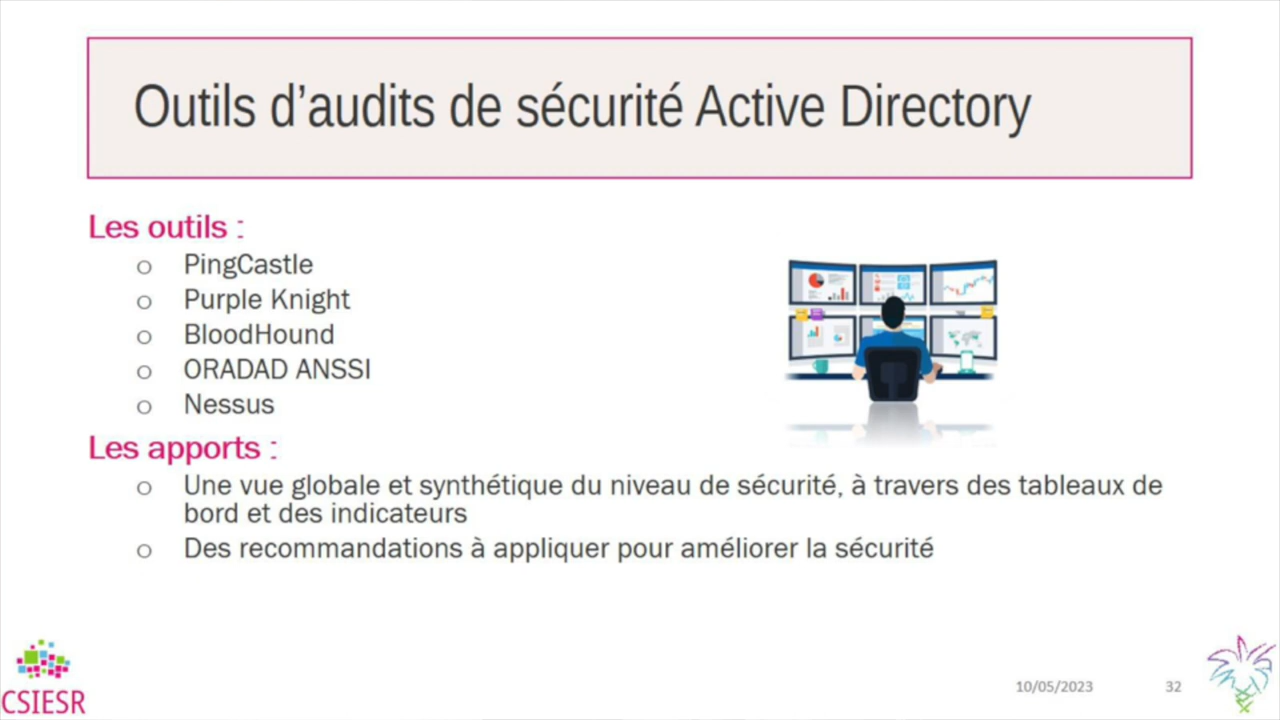 Outils d’audits de sécurité Active Directory
Les outils :
o PingCastle
o Purple Knight
o BloodHound
o ORADAD ANSSI
o Nessus
Les apports :
o Une vue globale et synthétique du niveau de sécurité, à travers des tableaux de
bord et des indicateurs
o Des recommandations à appliquer pour améliorer la sécurité
CSIESR
10/05/2023
32